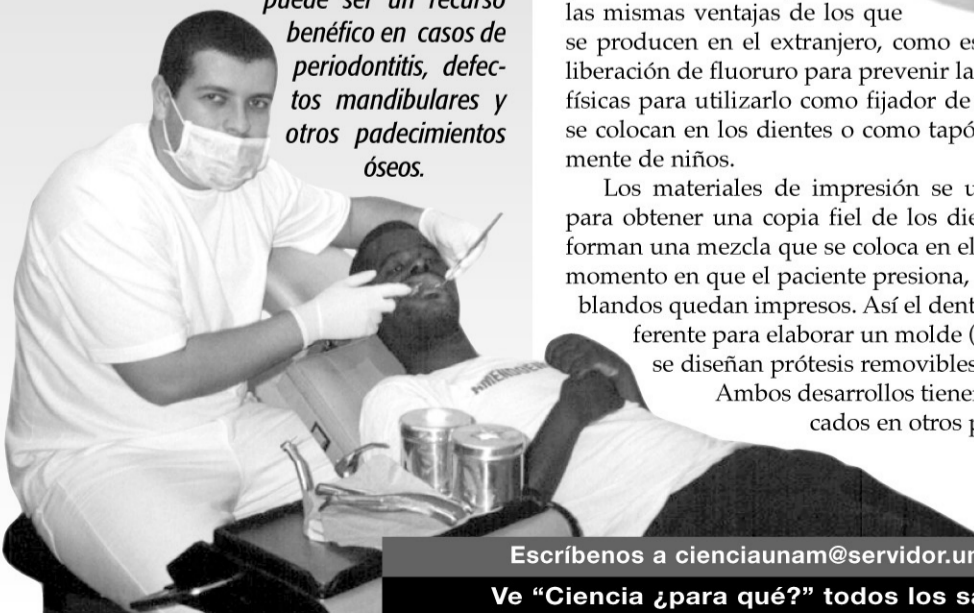 puede ser un recurso
benéfico en casos de
periodontitis, defec-
tos mandibulares y
otros padecimientos
óseos.
las mismas ventajas de los que
se producen en el extranjero, como es
liberación de fluoruro para prevenir la
físicas para utilizarlo como fijador de
se colocan en los dientes o como tapó
mente de niños.
Los materiales de impresión se u
para obtener una copia fiel de los die
forman una mezcla que se coloca en el
momento en que el paciente presiona,
blandos quedan impresos. Así el dent
ferente para elaborar un molde (
se diseñan prótesis removibles
Ambos desarrollos tiene
cados en otros p
Escríbenos a cienciaunam@servidor.un
Ve “Ciencia ¿para qué?” todos los s